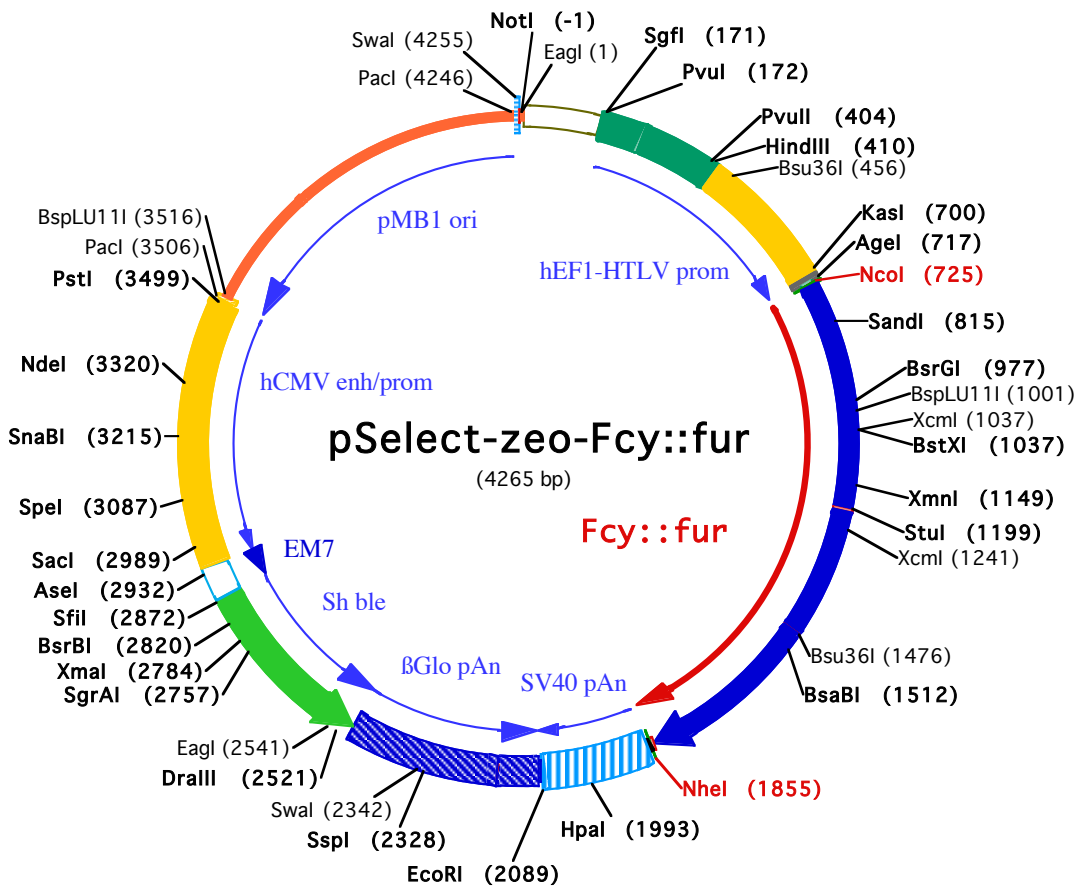 NotI (-1)
SwaI (4255)
EagI (1)
PacI (4246)
SgfI (171)
PvuI (172)
PvuII (404)
HindIII (410)
Bsu36I (456)
KasI (700)
AgeI (717)
NcoI (725)
SandI (815)
BsrGI (977)
BspLU11I (1001)
XcmI (1037)
BstXI (1037)
XmnI (1149)
StuI (1199)
XcmI (1241)
Bsu36I (1476)
BsaBI (1512)
NheI (1855)
HpaI (1993)
EcoRI (2089)
SspI (2328)
SwaI (2342)
DraIII (2521)
EagI (2541)
SgrAI (2757)
XmaI (2784)
BsrBI (2820)
SfiI (2872)
AseI (2932)
SacI (2989)
SpeI (3087)
SnaBI (3215)
NdeI (3320)
PstI (3499)
PacI (3506)
BspLU11I (3516)
pMB1 ori
hEF1-HTLV prom
hCMV enh/prom
pSelect-zeo-Fcy::fur
(4265 bp)
Fcy::fur
EM7
Sh ble
ßGlo pAn
SV40 pAn